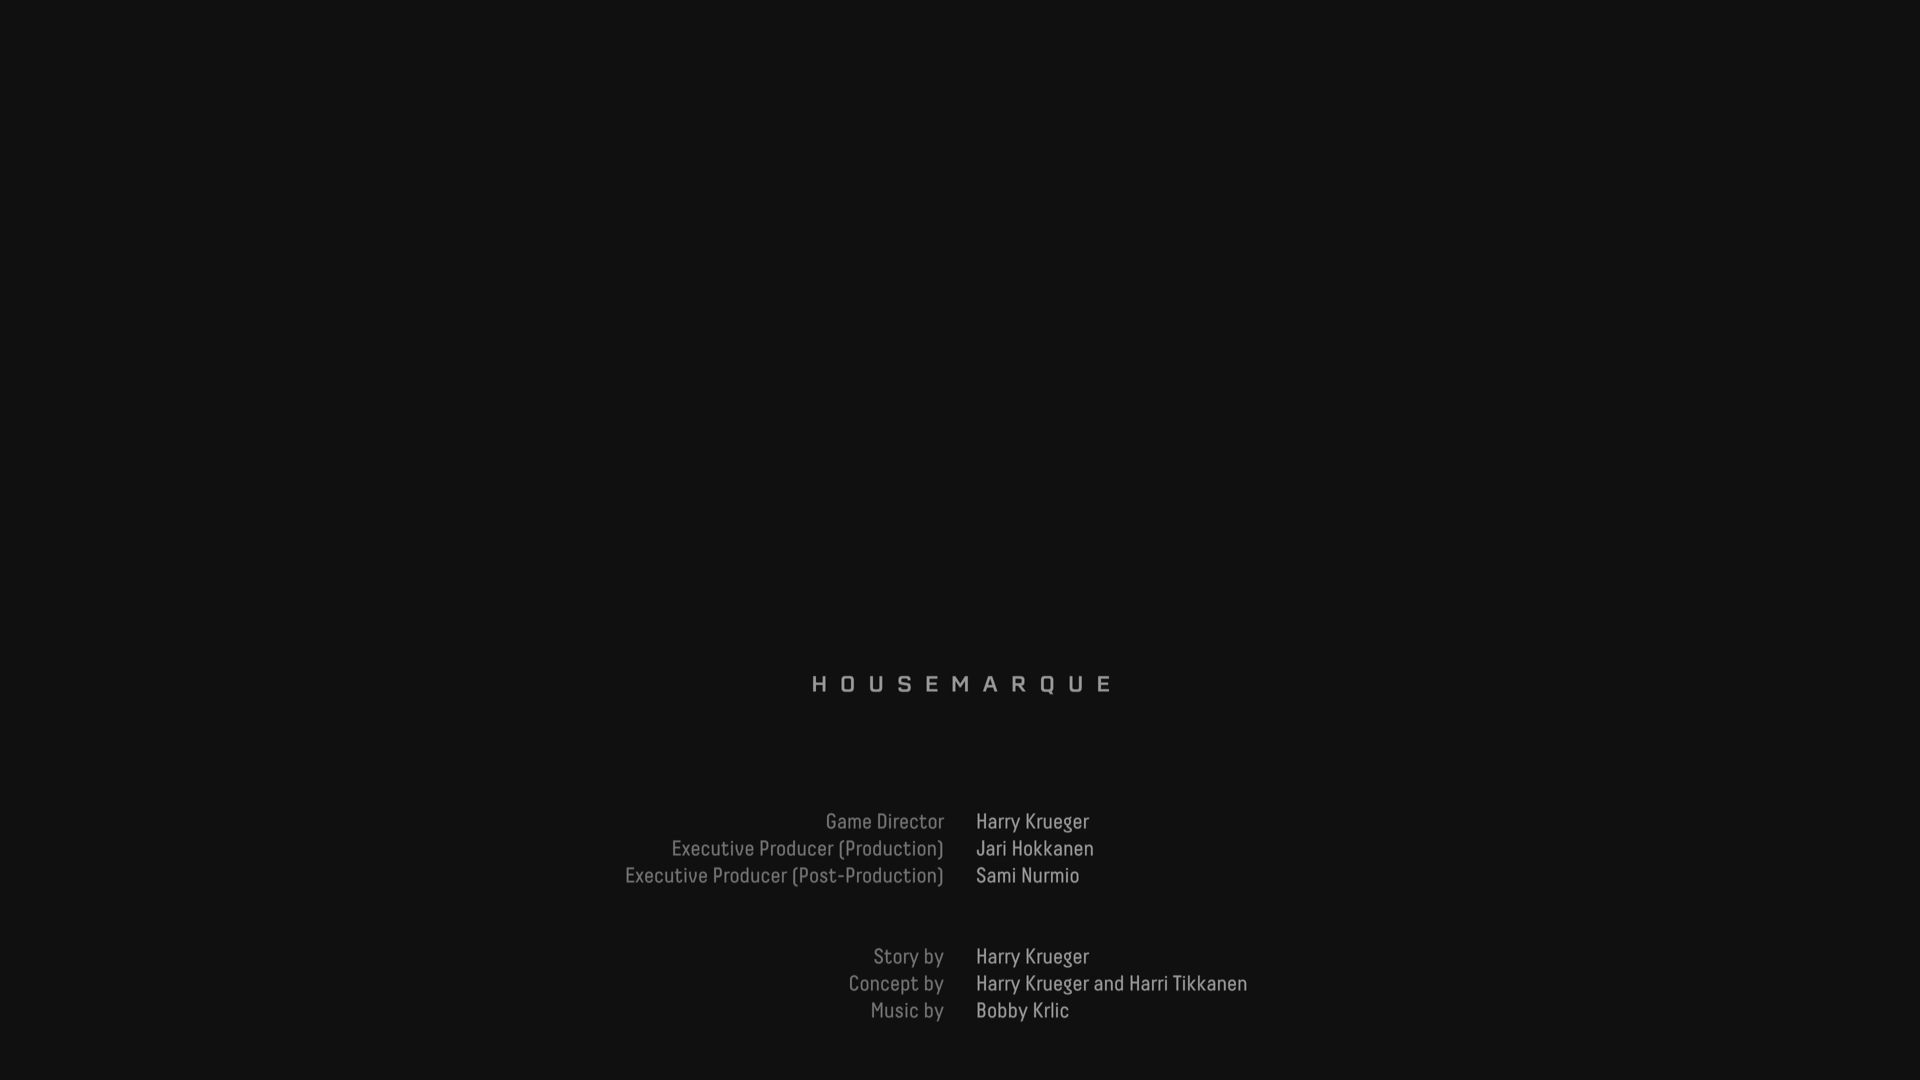 HOUSEMARQUE
Game Director Harry Krueger
Executive Producer (Production) Jari Hokkanen
Executive Producer (Post-Production) Sami Nurmio
Story by Harry Krueger
Concept by Harry Krueger and Harri Tikkanen
Music by Bobby Krlic